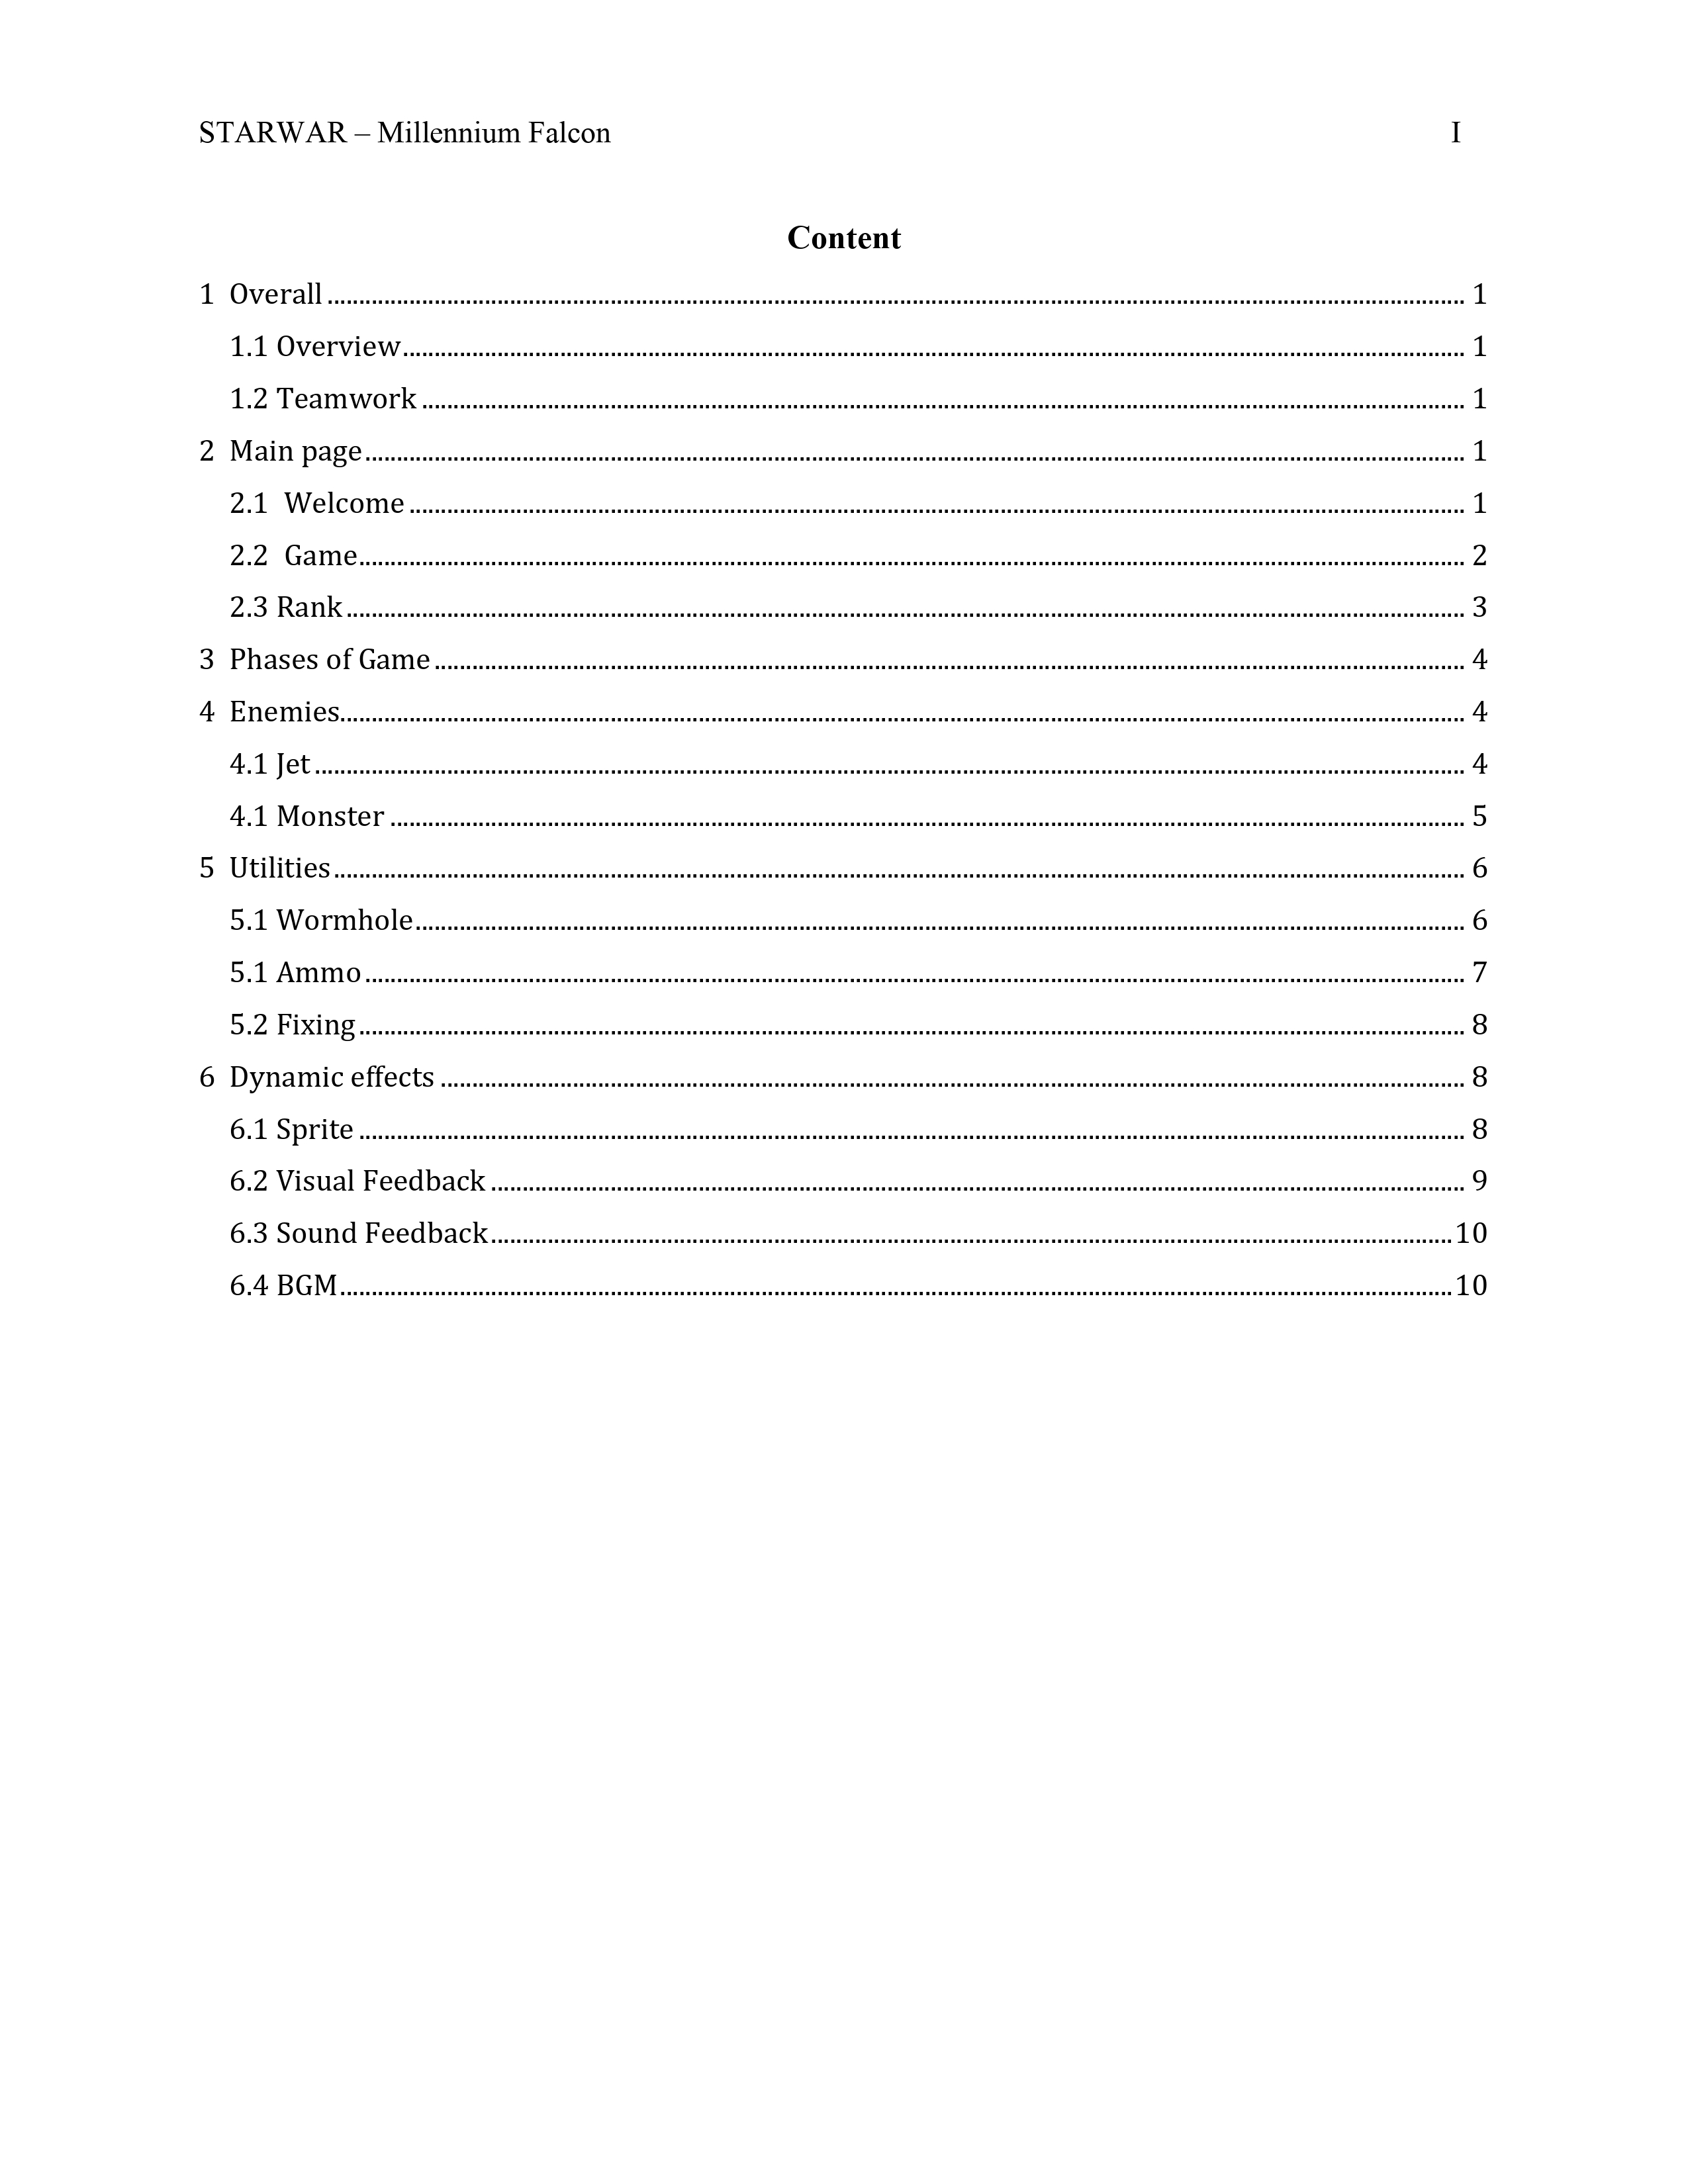 STARWAR – Millennium Falcon I
Content
1 Overall ........ 1
1.1 Overview ........ 1
1.2 Teamwork ........ 1
2 Main page ........ 1
2.1 Welcome ........ 1
2.2 Game ........ 2
2.3 Rank ........ 3
3 Phases of Game ........ 4
4 Enemies ........ 4
4.1 Jet ........ 4
4.1 Monster ........ 5
5 Utilities ........ 6
5.1 Wormhole ........ 6
5.1 Ammo ........ 7
5.2 Fixing ........ 8
6 Dynamic effects ........ 8
6.1 Sprite ........ 8
6.2 Visual Feedback ........ 9
6.3 Sound Feedback ........ 10
6.4 BGM ........ 10